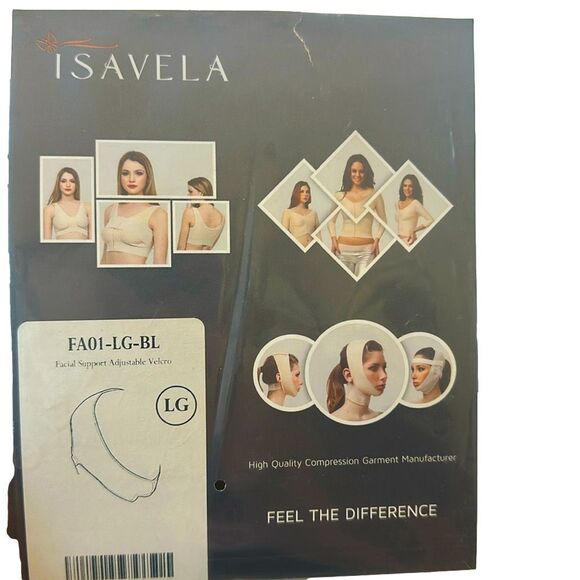 ISAVELA
FA01-LG-BL
Facial Support Adjustable Velcro
LG
High Quality Compression Garment Manufacturer
FEEL THE DIFFERENCE